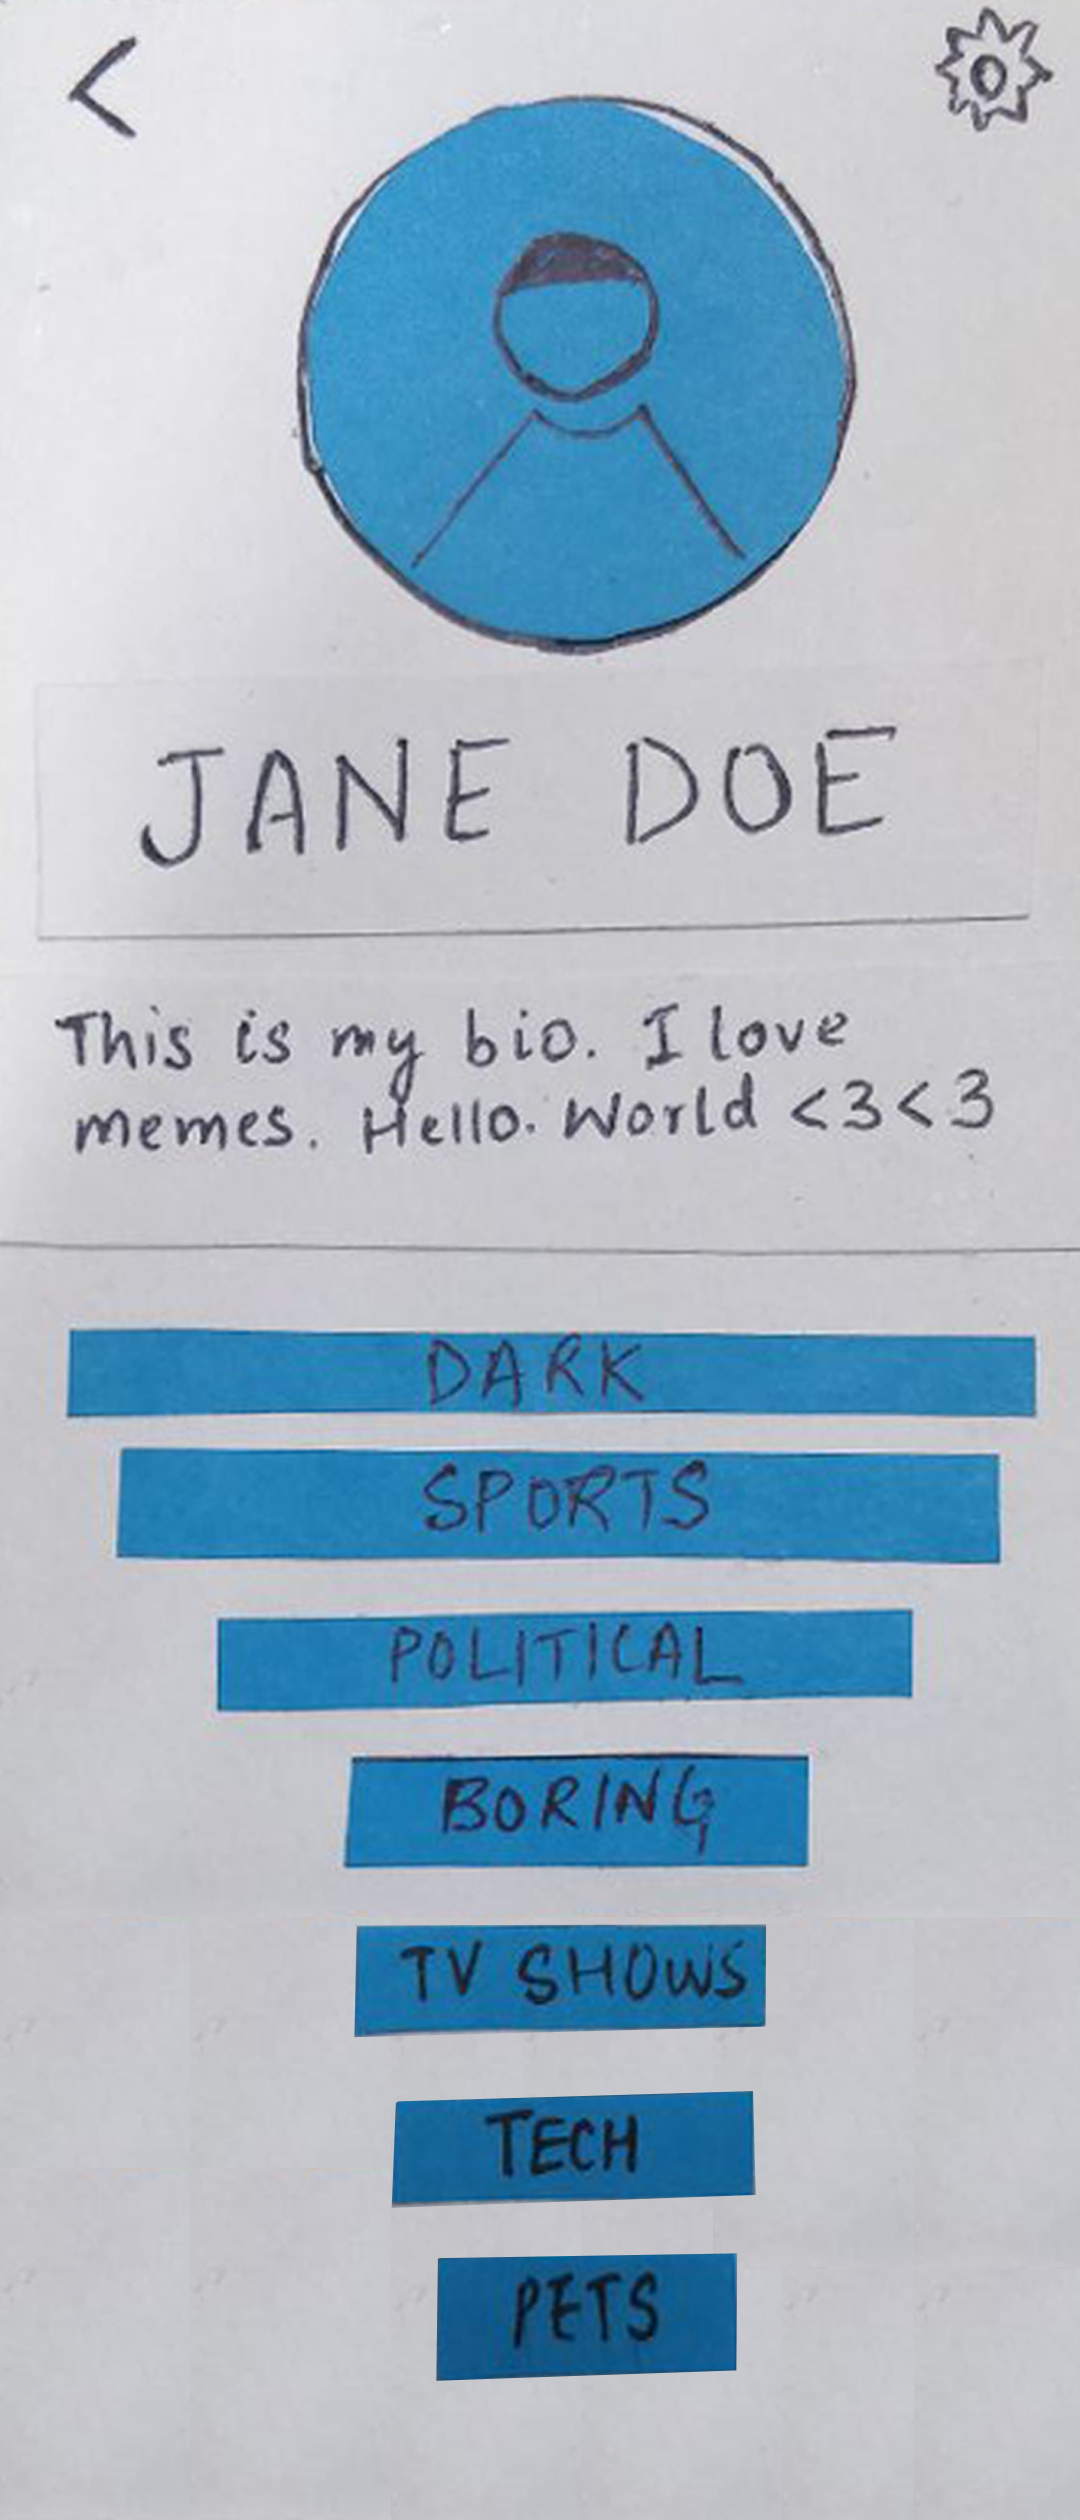 JANE DOE
This is my bio. I love
memes. Hello. World <3<3
DARK
SPORTS
POLITICAL
BORING
TV SHOWS
TECH
PETS